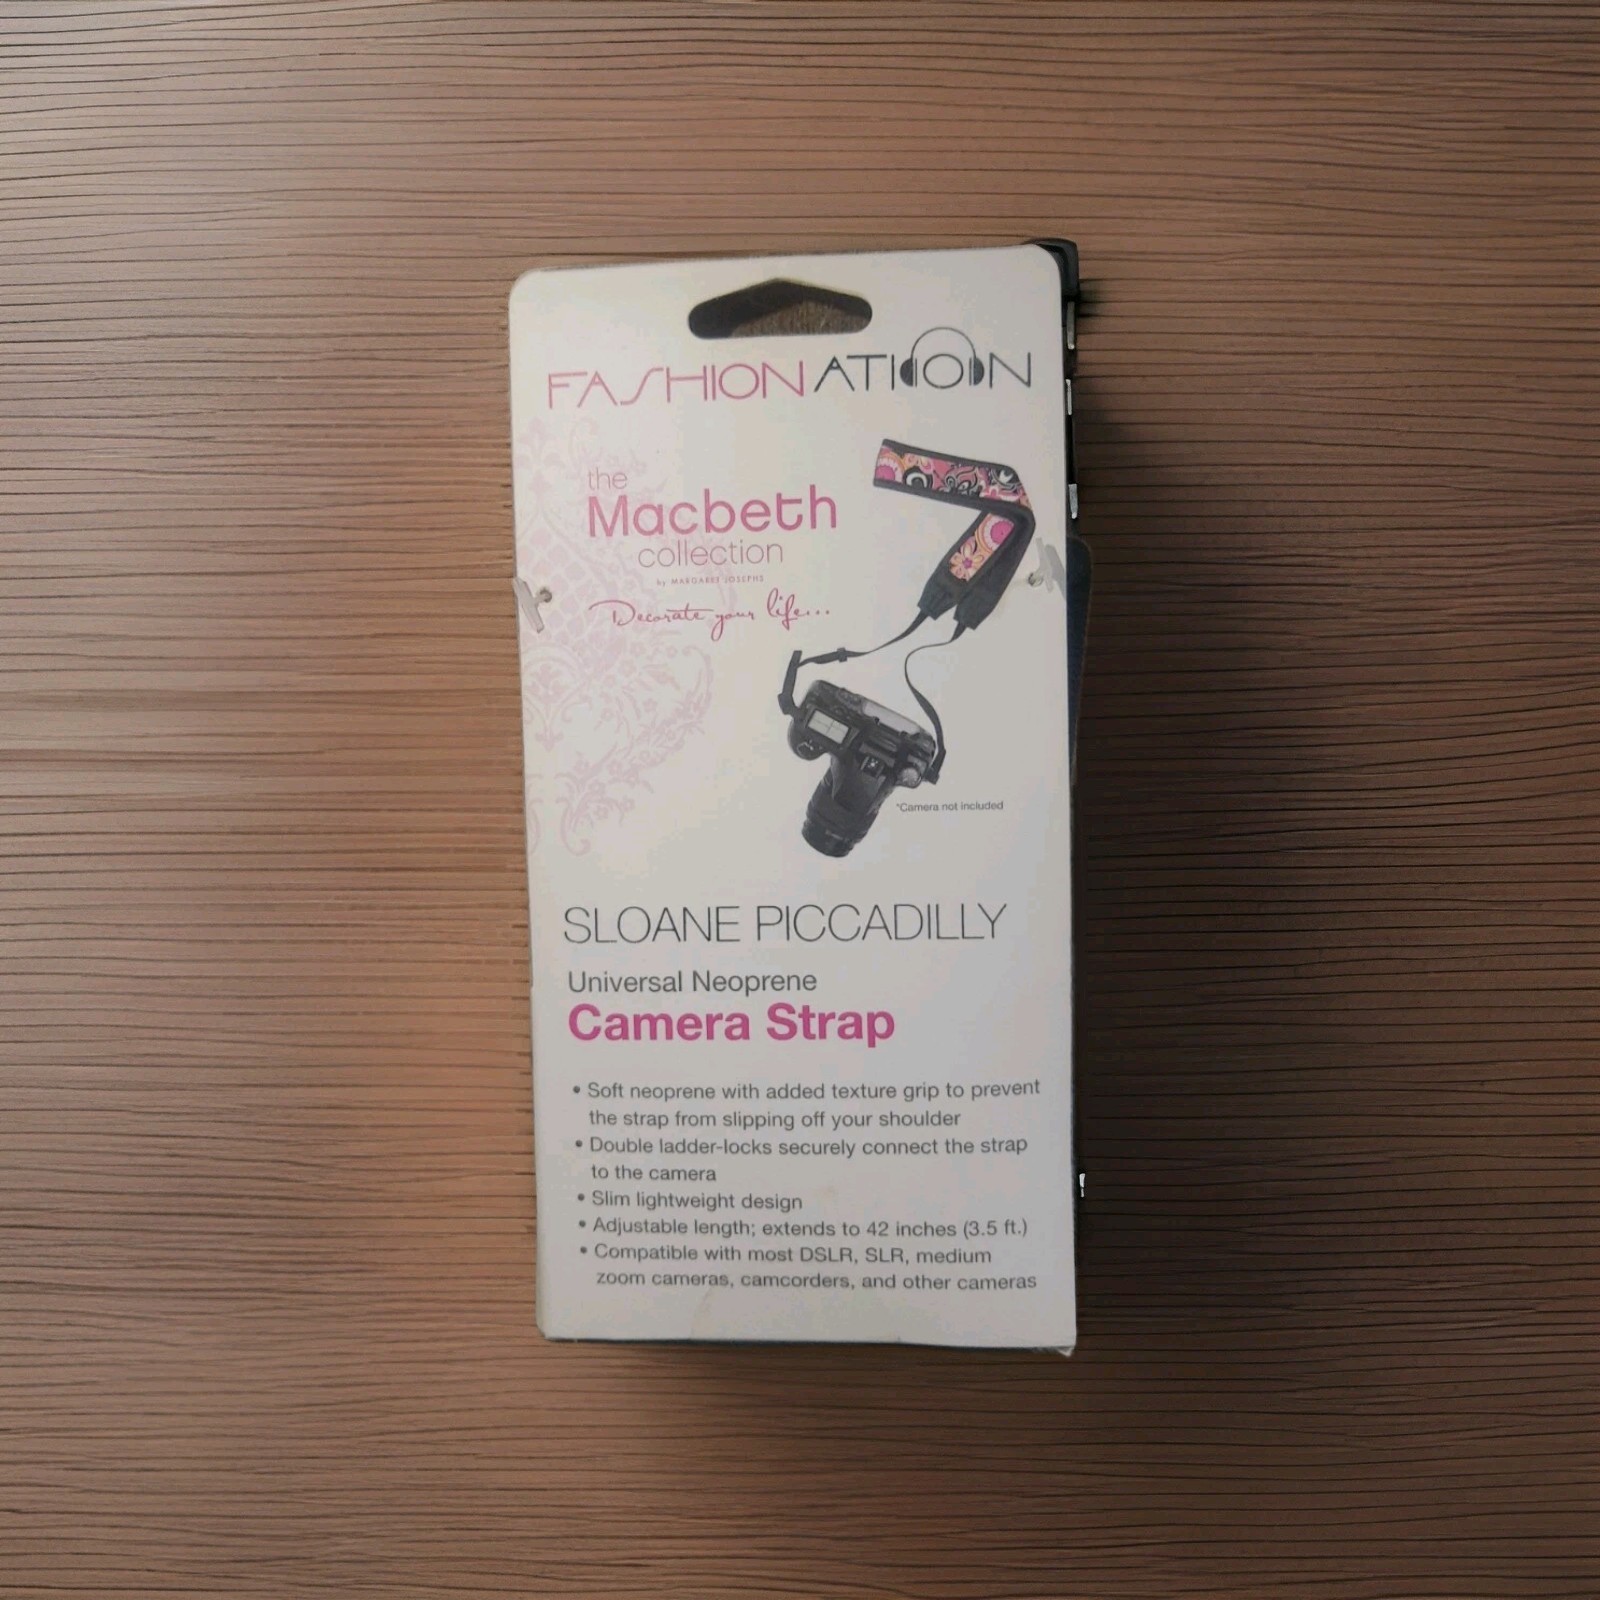 FASHIONATION
the
Macbeth
collection
by MARGARET JOSEPHS
Decorate your life...
*Camera not included
SLOANE PICCADILLY
Universal Neoprene
Camera Strap
• Soft neoprene with added texture grip to prevent
the strap from slipping off your shoulder
• Double ladder-locks securely connect the strap
to the camera
• Slim lightweight design
• Adjustable length; extends to 42 inches (3.5 ft.)
• Compatible with most DSLR, SLR, medium
zoom cameras, camcorders, and other cameras